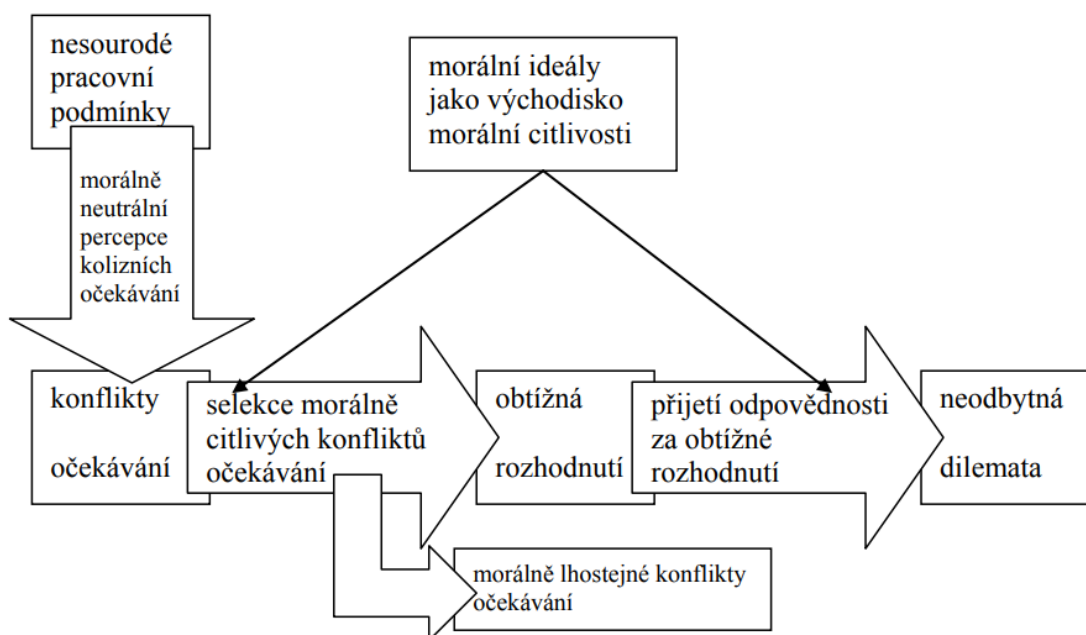 nesourodé
pracovní
podmínky
morální ideály
jako východisko
morální citlivosti
morálně
neutrální
percepce
kolizních
očekávání
konflikty
očekávání
selekce morálně
citlivých konfliktů
očekávání
obtížná
rozhodnutí
přijetí odpovědnosti
za obtížné
rozhodnutí
neodbytná
dilemata
morálně lhostejné konflikty
očekávání